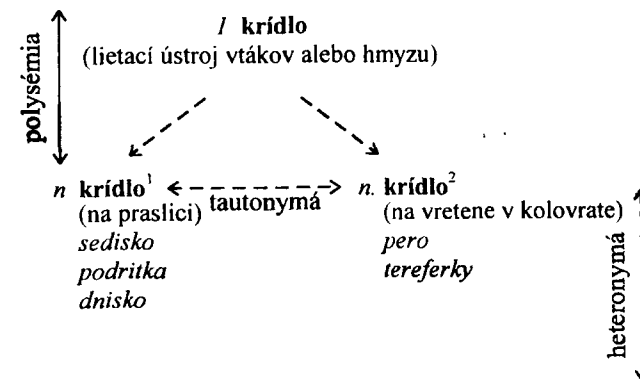 l krídlo
(lietací ústroj vtákov alebo hmyzu)
polysémia
n krídlo¹ tautonymá n. krídlo²
(na praslici) (na vretene v kolovrate)
sedisko pero
podritka tereferky
dnisko
heteronymá